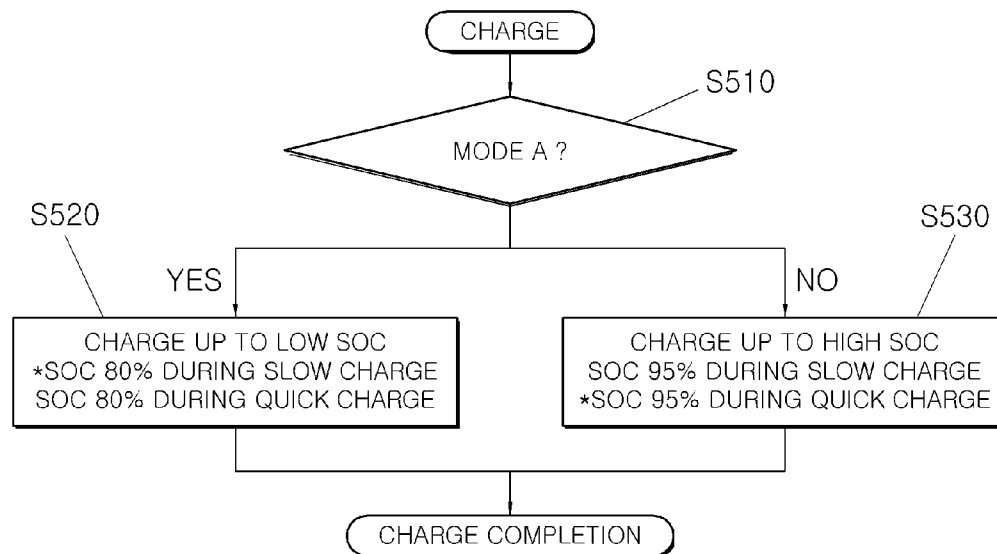 CHARGE
S510
MODE A ?
S520
S530
YES
NO
CHARGE UP TO LOW SOC
*SOC 80% DURING SLOW CHARGE
SOC 80% DURING QUICK CHARGE
CHARGE UP TO HIGH SOC
SOC 95% DURING SLOW CHARGE
*SOC 95% DURING QUICK CHARGE
CHARGE COMPLETION